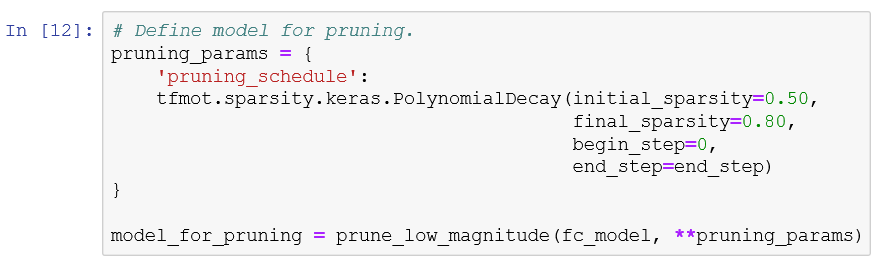 In [12]: # Define model for pruning.
pruning_params = {
    'pruning_schedule':
    tfmot.sparsity.keras.PolynomialDecay(initial_sparsity=0.50,
                                         final_sparsity=0.80,
                                         begin_step=0,
                                         end_step=end_step)
}
model_for_pruning = prune_low_magnitude(fc_model, **pruning_params)